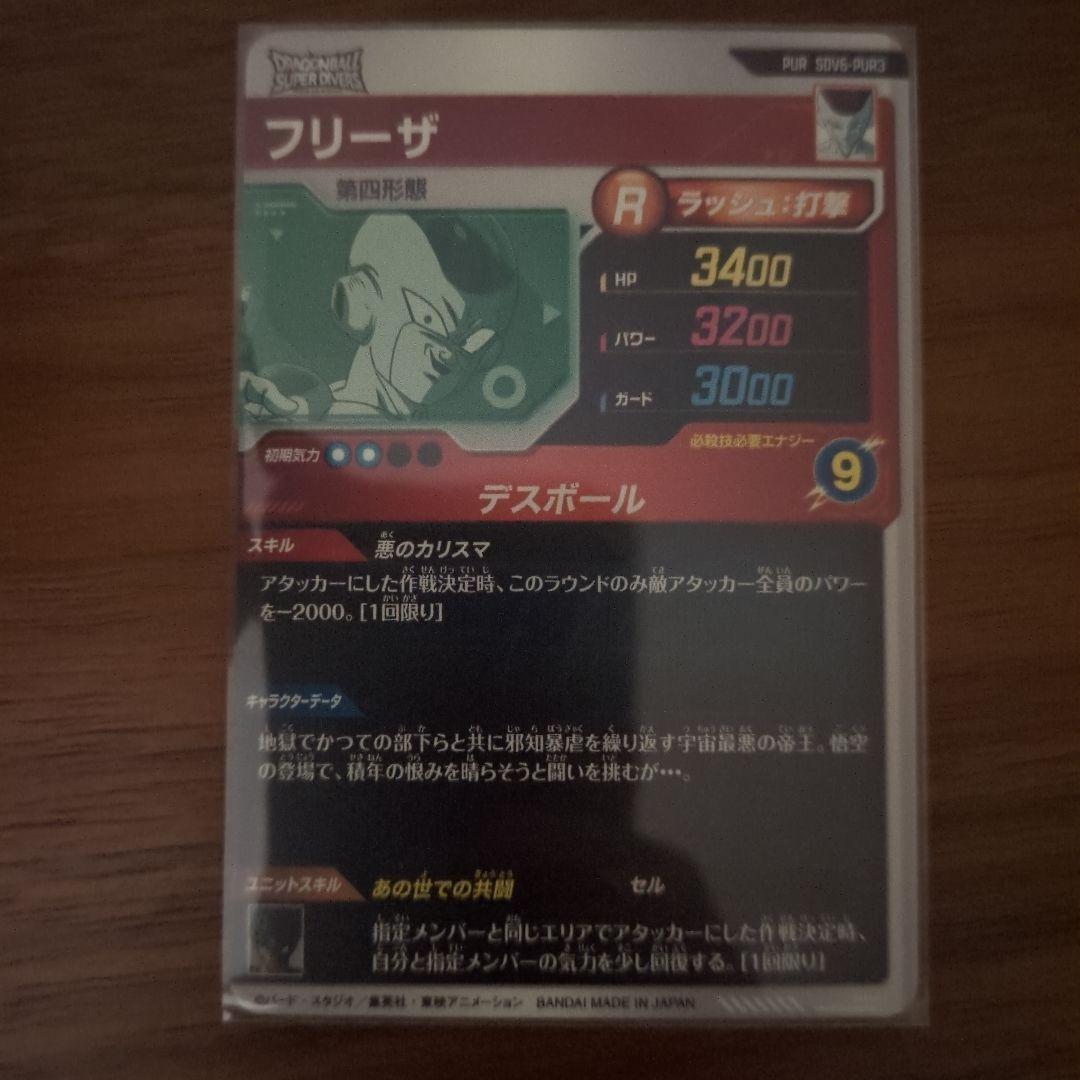 DRAGONBALL
SUPER DIVERS
PUR SDV6-PUR3
フリーザ
第四形態
R ラッシュ:打撃
HP 3400
パワー 3200
ガード 3000
初期気力
必殺技必要エナジー
9
デスボール
スキル 悪のカリスマ
アタッカーにした作戦決定時、このラウンドのみ敵アタッカー全員のパワー
を-2000。[1回限り]
キャラクターデータ
地獄でかつての部下らと共に邪知暴虐を繰り返す宇宙最悪の帝王。悟空
の登場で、積年の恨みを晴らそうと闘いを挑むが…。
ユニットスキル あの世での共闘 セル
指定メンバーと同じエリアでアタッカーにした作戦決定時、
自分と指定メンバーの気力を少し回復する。[1回限り]
©バード・スタジオ/集英社・東映アニメーション BANDAI MADE IN JAPAN